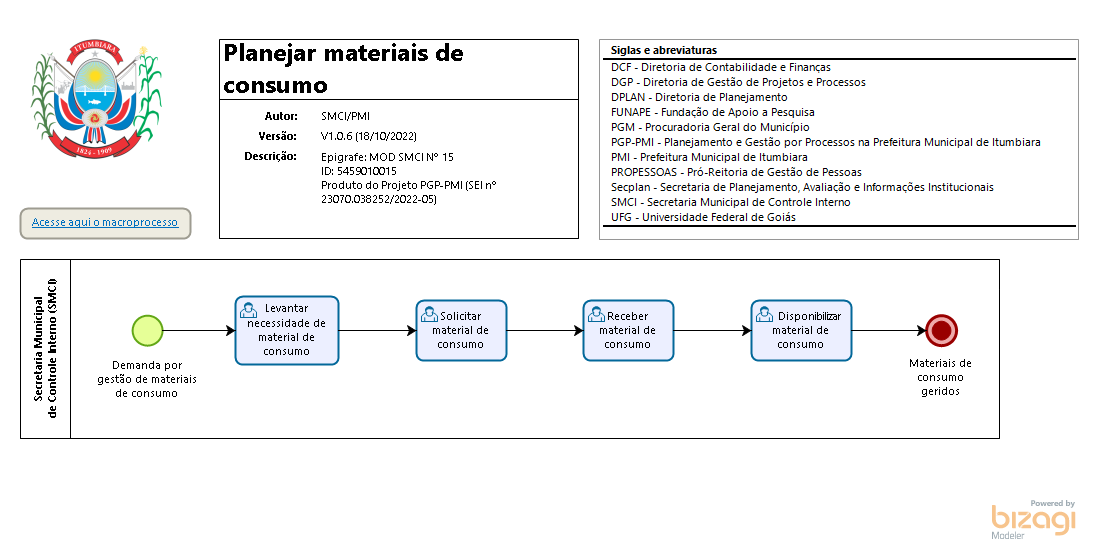 ITUMBIARA
1824 - 1909
Acesse aqui o macroprocesso
Planejar materiais de
consumo
Autor: SMCI/PMI
Versão: V1.0.6 (18/10/2022)
Descrição: Epigrafe: MOD SMCI Nº 15
ID: 5459010015
Produto do Projeto PGP-PMI (SEI nº
23070.038252/2022-05)
Siglas e abreviaturas
DCF - Diretoria de Contabilidade e Finanças
DGP - Diretoria de Gestão de Projetos e Processos
DPLAN - Diretoria de Planejamento
FUNAPE - Fundação de Apoio a Pesquisa
PGM - Procuradoria Geral do Município
PGP-PMI - Planejamento e Gestão por Processos na Prefeitura Municipal de Itumbiara
PMI - Prefeitura Municipal de Itumbiara
PROPESSOAS - Pró-Reitoria de Gestão de Pessoas
Secplan - Secretaria de Planejamento, Avaliação e Informações Institucionais
SMCI - Secretaria Municipal de Controle Interno
UFG - Universidade Federal de Goiás
Secretaria Municipal
de Controle Interno (SMCI)
Demanda por
gestão de materiais
de consumo
Levantar
necessidade de
material de
consumo
Solicitar
material de
consumo
Receber
material de
consumo
Disponibilizar
material de
consumo
Materiais de
consumo
geridos
Powered by
bizagi
Modeler